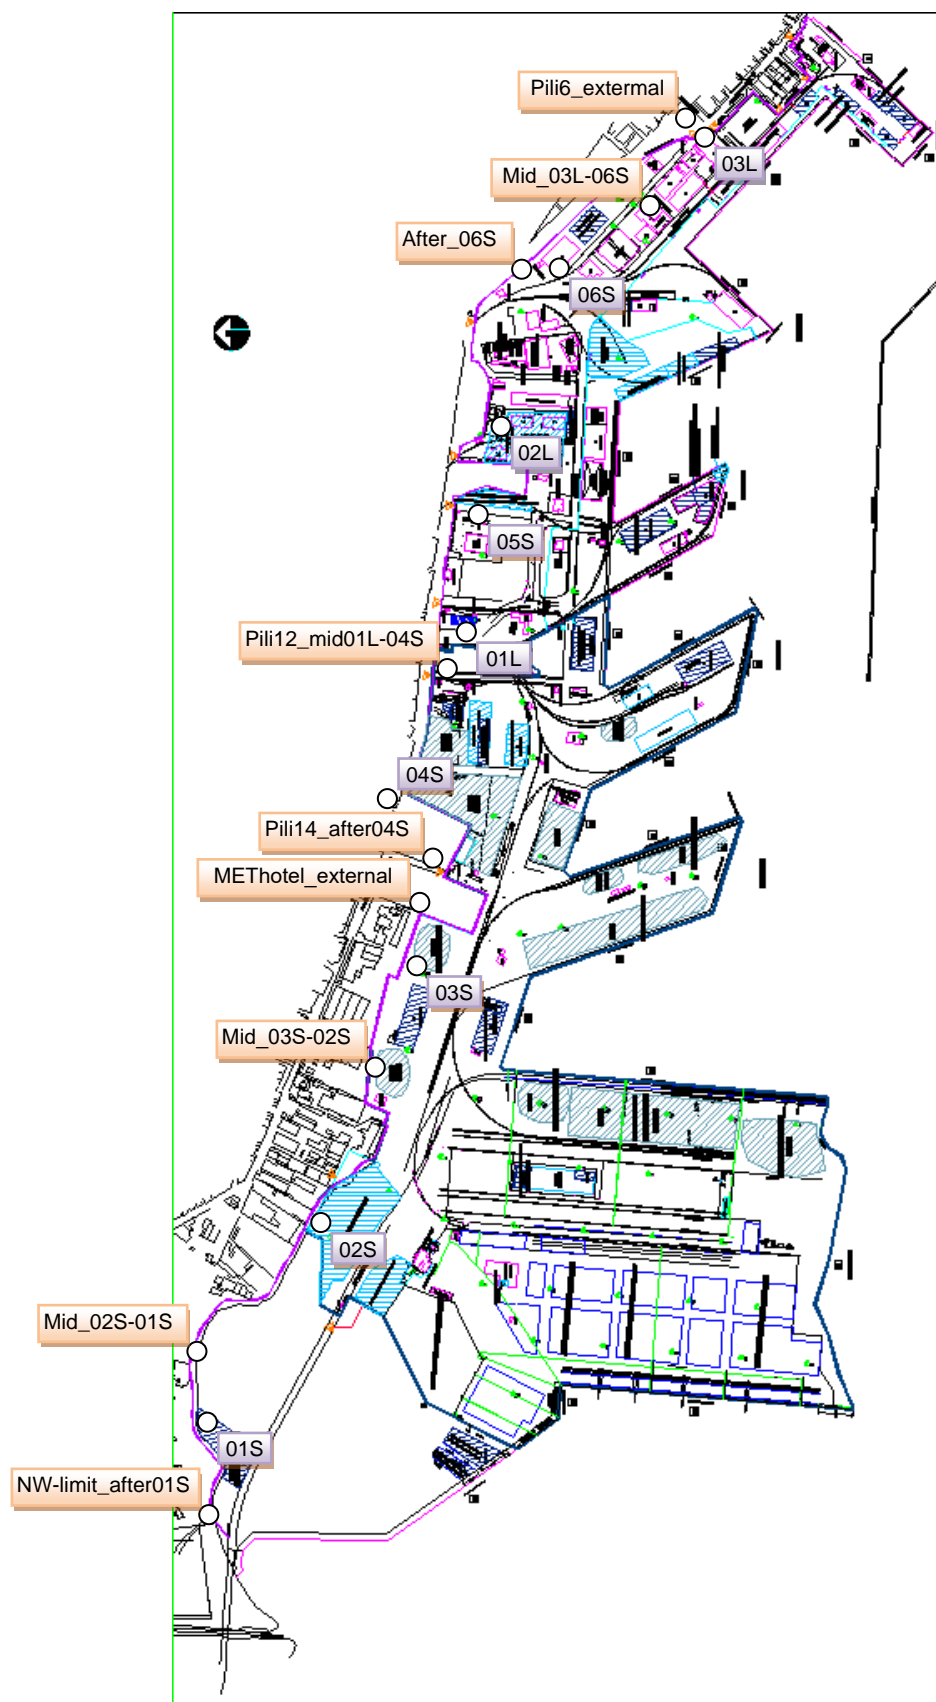 Pili6_extermal
03L
Mid_03L-06S
After_06S
06S
02L
05S
Pili12_mid01L-04S
01L
04S
Pili14_after04S
METhotel_external
03S
Mid_03S-02S
02S
Mid_02S-01S
01S
NW-limit_after01S